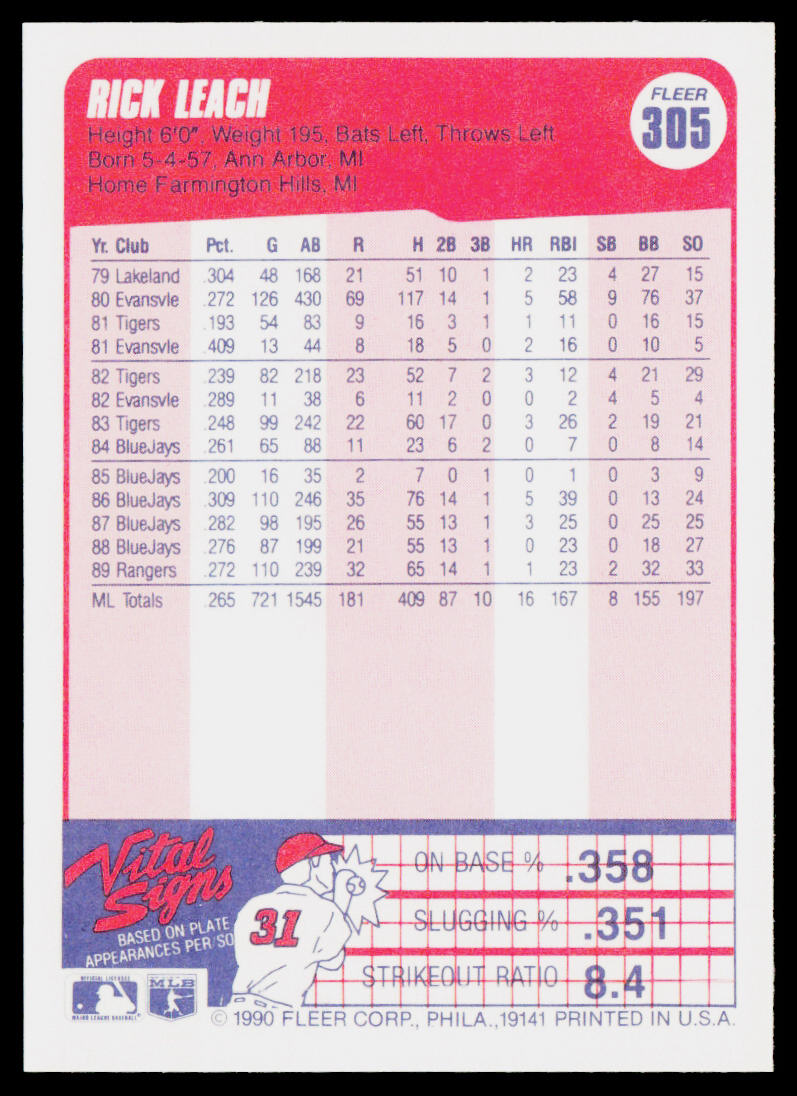 RICK LEACH
FLEER
305
Height 6'0" Weight 195, Bats Left, Throws Left
Born 5-4-57, Ann Arbor, MI
Home Farmington Hills, MI
Yr. Club Pct. G AB R H 2B 3B HR RBI SB BB SO
79 Lakeland .304 48 168 21 51 10 1 2 23 4 27 15
80 Evansvle .272 126 430 69 117 14 1 5 58 9 76 37
81 Tigers .193 54 83 9 16 3 1 1 11 0 16 15
81 Evansvle .409 13 44 8 18 5 0 2 16 0 10 5
82 Tigers .239 82 218 23 52 7 2 3 12 4 21 29
82 Evansvle .289 11 38 6 11 2 0 0 2 4 5 4
83 Tigers .248 99 242 22 60 17 0 3 26 2 19 21
84 BlueJays .261 65 88 11 23 6 2 0 7 0 8 14
85 BlueJays .200 16 35 2 7 0 1 0 1 0 3 9
86 BlueJays .309 110 246 35 76 14 1 5 39 0 13 24
87 BlueJays .282 98 195 26 55 13 1 3 25 0 25 25
88 BlueJays .276 87 199 21 55 13 1 0 23 0 18 27
89 Rangers .272 110 239 32 65 14 1 1 23 2 32 33
ML Totals .265 721 1545 181 409 87 10 16 167 8 155 197
Vital
Signs
BASED ON PLATE
APPEARANCES PER/SO
31
ON BASE % .358
SLUGGING % .351
STRIKEOUT RATIO 8.4
OFFICIAL LICENSEE
MAJOR LEAGUE BASEBALL
MLB
© 1990 FLEER CORP., PHILA.,19141 PRINTED IN U.S.A.